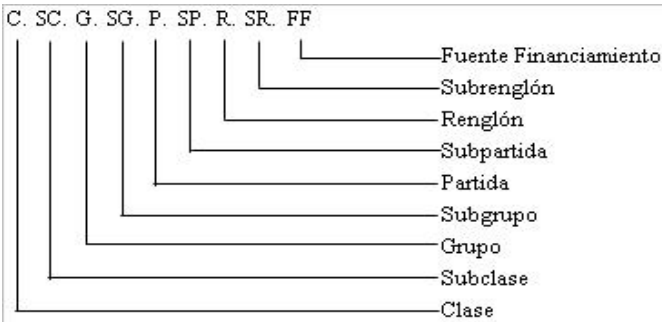 C. SC. G. SG. P. SP. R. SR. FF
Fuente Financiamiento
Subrenglón
Renglón
Subpartida
Partida
Subgrupo
Grupo
Subclase
Clase